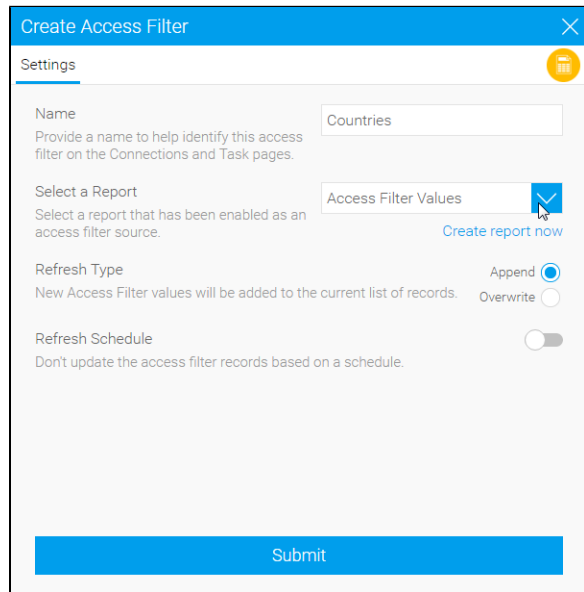 Create Access Filter
Settings
Name
Provide a name to help identify this access
filter on the Connections and Task pages.
Countries
Select a Report
Select a report that has been enabled as an
access filter source.
Access Filter Values
Create report now
Refresh Type
New Access Filter values will be added to the current list of records.
Append
Overwrite
Refresh Schedule
Don't update the access filter records based on a schedule.
Submit